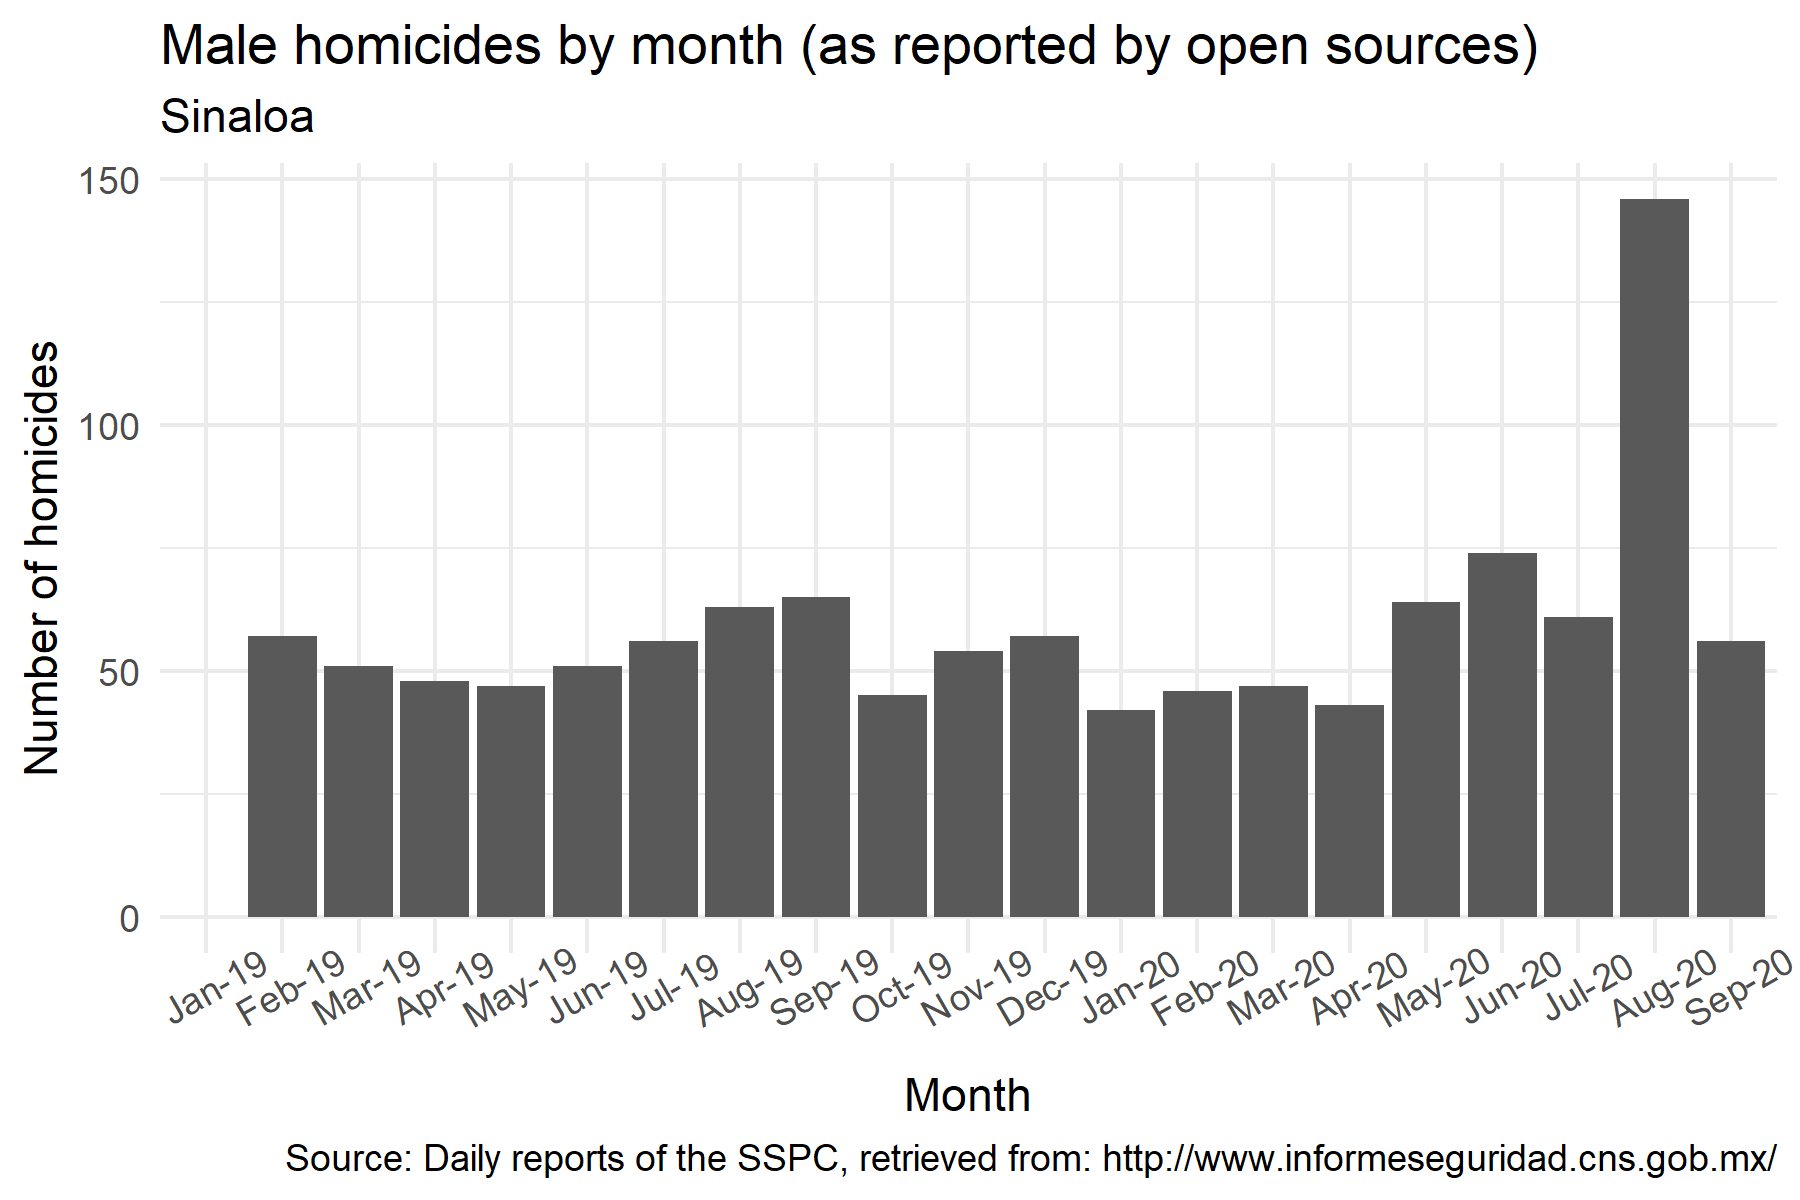 Male homicides by month (as reported by open sources)
Sinaloa
150
100
50
0
Number of homicides
Jan-19
Feb-19
Mar-19
Apr-19
May-19
Jun-19
Jul-19
Aug-19
Sep-19
Oct-19
Nov-19
Dec-19
Jan-20
Feb-20
Mar-20
Apr-20
May-20
Jun-20
Jul-20
Aug-20
Sep-20
Month
Source: Daily reports of the SSPC, retrieved from: http://www.informeseguridad.cns.gob.mx/